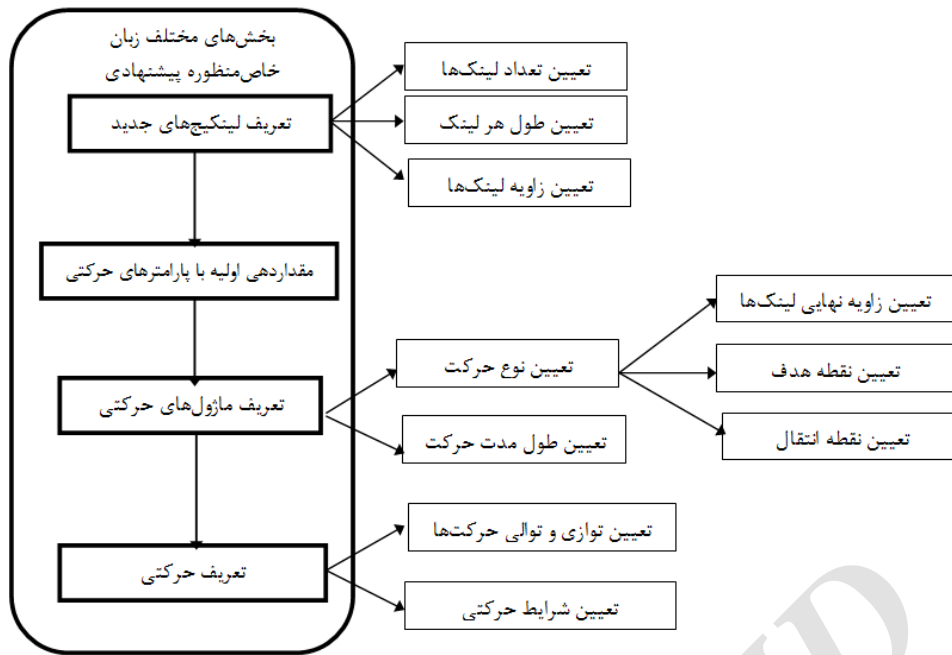 بخش‌های مختلف زبان
خاص‌منظوره پیشنهادی
تعریف لینکیج‌های جدید
تعیین تعداد لینک‌ها
تعیین طول هر لینک
تعیین زاویه لینک‌ها
مقداردهی اولیه با پارامترهای حرکتی
تعریف ماژول‌های حرکتی
تعیین نوع حرکت
تعیین زاویه نهایی لینک‌ها
تعیین نقطه هدف
تعیین نقطه انتقال
تعیین طول مدت حرکت
تعریف حرکتی
تعیین توازی و توالی حرکت‌ها
تعیین شرایط حرکتی